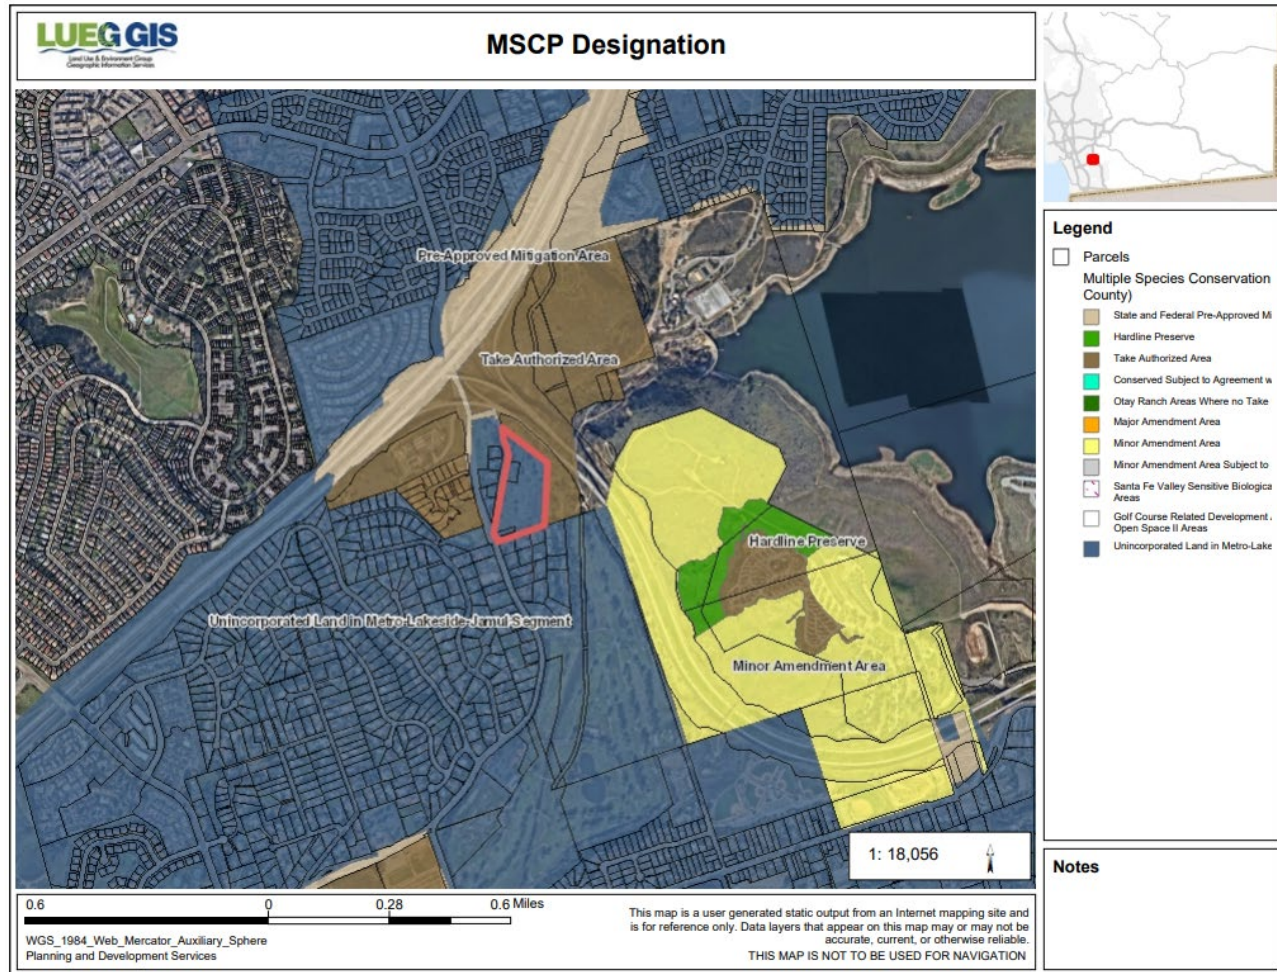 LUEG GIS
Land Use & Environment Group
Geographic Information Services
MSCP Designation
Pre-Approved Mitigation Area
Take Authorized Area
Hardline Preserve
Unincorporated Land in Metro-Lakeside-Jamul Segment
Minor Amendment Area
1: 18,056
Legend
Parcels
Multiple Species Conservation
County)
State and Federal Pre-Approved Mi
Hardline Preserve
Take Authorized Area
Conserved Subject to Agreement w
Otay Ranch Areas Where no Take
Major Amendment Area
Minor Amendment Area
Minor Amendment Area Subject to
Santa Fe Valley Sensitive Biologica
Areas
Golf Course Related Development
Open Space II Areas
Unincorporated Land in Metro-Lake
Notes
0.6 0 0.28 0.6 Miles
WGS_1984_Web_Mercator_Auxiliary_Sphere
Planning and Development Services
This map is a user generated static output from an Internet mapping site and
is for reference only. Data layers that appear on this map may or may not be
accurate, current, or otherwise reliable.
THIS MAP IS NOT TO BE USED FOR NAVIGATION